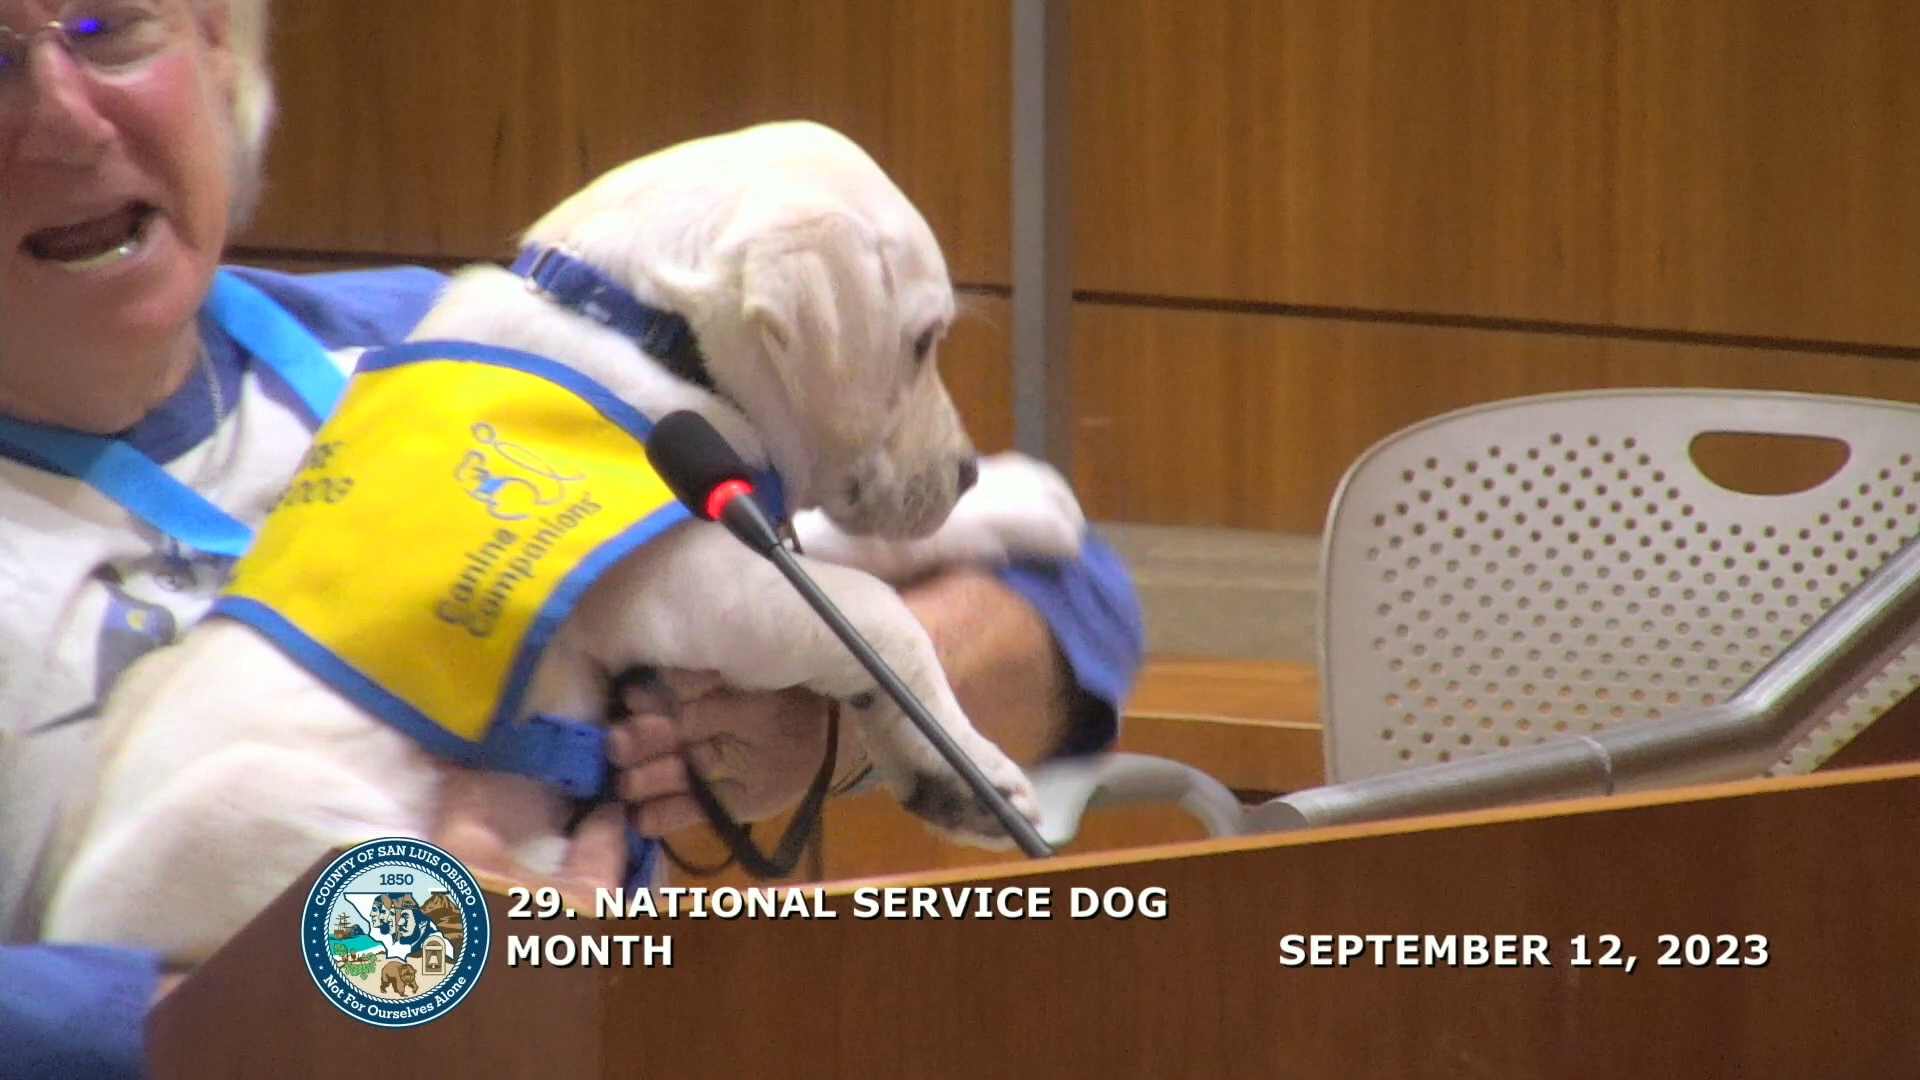 Canine
Companions®
COUNTY OF SAN LUIS OBISPO
1850
Not For Ourselves Alone
29. NATIONAL SERVICE DOG
MONTH
SEPTEMBER 12, 2023